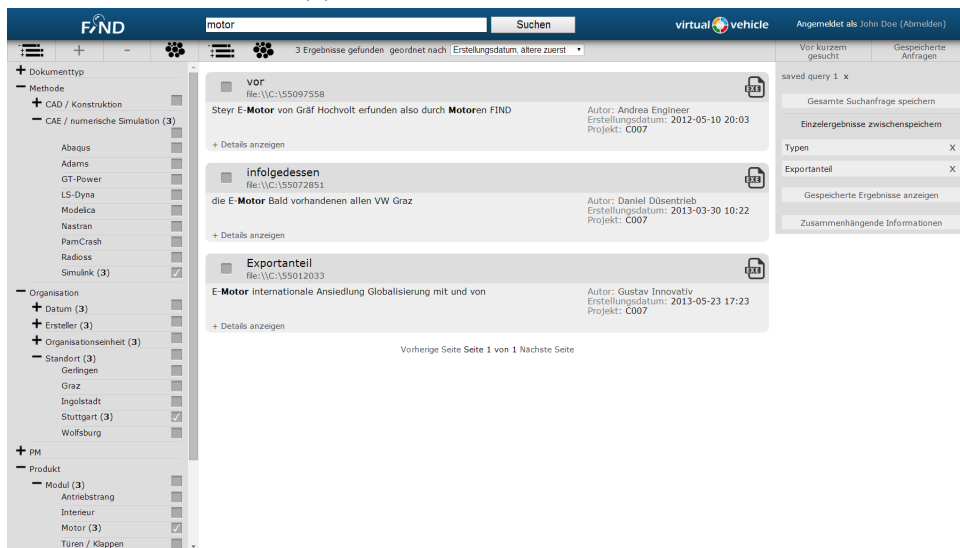 FIND
motor
Suchen
virtual vehicle
Angemeldet als John Doe (Abmelden)
+ -
3 Ergebnisse gefunden geordnet nach Erstellungsdatum, ältere zuerst
Vor kurzem gesucht
Gespeicherte Anfragen
+ Dokumenttyp
− Methode
+ CAD / Konstruktion
− CAE / numerische Simulation (3)
Abaqus
Adams
GT-Power
LS-Dyna
Modelica
Nastran
PamCrash
Radioss
Simulink (3)
− Organisation
+ Datum (3)
+ Ersteller (3)
+ Organisationseinheit (3)
− Standort (3)
Gerlingen
Graz
Ingolstadt
Stuttgart (3)
Wolfsburg
+ PM
− Produkt
− Modul (3)
Antriebstrang
Interieur
Motor (3)
Türen / Klappen
vor
file:\\C:\55097558
EXE
Steyr E-Motor von Gräf Hochvolt erfunden also durch Motoren FIND
Autor: Andrea Engineer
Erstellungsdatum: 2012-05-10 20:03
Projekt: C007
+ Details anzeigen
infolgedessen
file:\\C:\55072851
EXE
die E-Motor Bald vorhandenen allen VW Graz
Autor: Daniel Düsentrieb
Erstellungsdatum: 2013-03-30 10:22
Projekt: C007
+ Details anzeigen
Exportanteil
file:\\C:\55012033
EXE
E-Motor internationale Ansiedlung Globalisierung mit und von
Autor: Gustav Innovativ
Erstellungsdatum: 2013-05-23 17:23
Projekt: C007
+ Details anzeigen
Vorherige Seite Seite 1 von 1 Nächste Seite
saved query 1 x
Gesamte Suchanfrage speichern
Einzelergebnisse zwischenspeichern
Typen X
Exportanteil X
Gespeicherte Ergebnisse anzeigen
Zusammenhängende Informationen